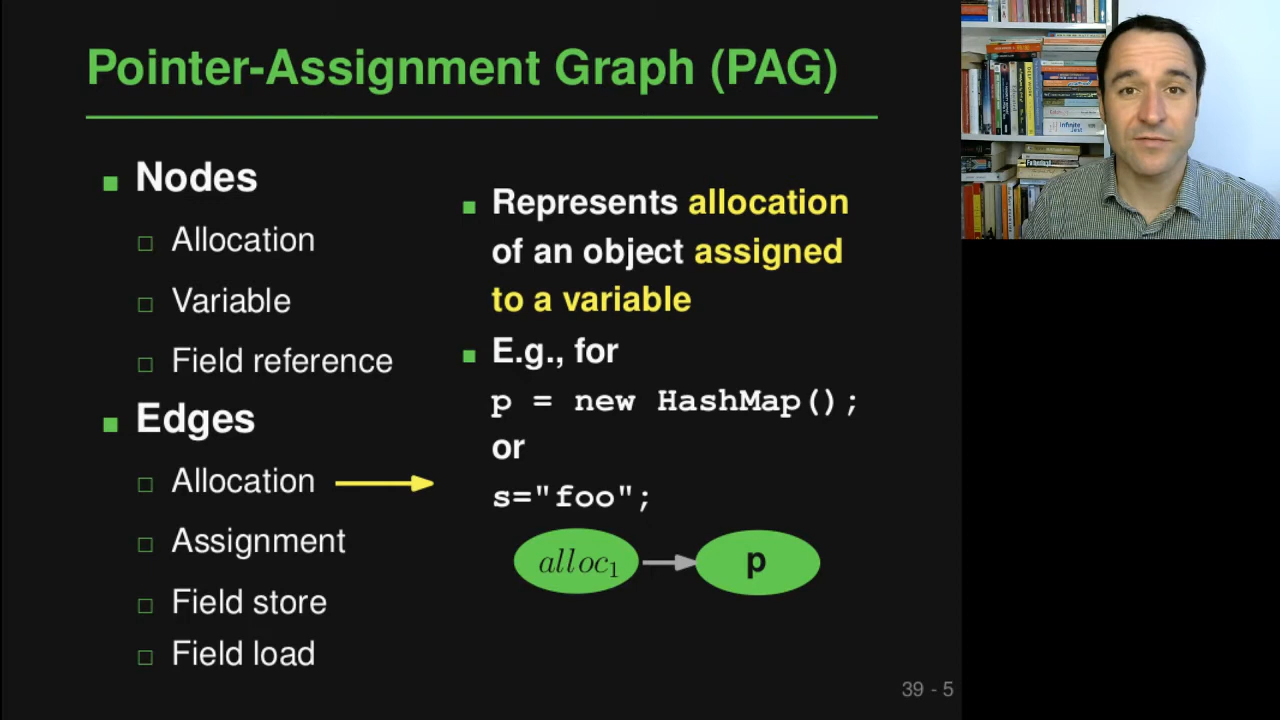 Pointer-Assignment Graph (PAG)
Nodes
Allocation
Variable
Field reference
Edges
Allocation
Assignment
Field store
Field load
Represents allocation
of an object assigned
to a variable
E.g., for
p = new HashMap();
or
s="foo";
alloc₁
p
39 - 5
infinite